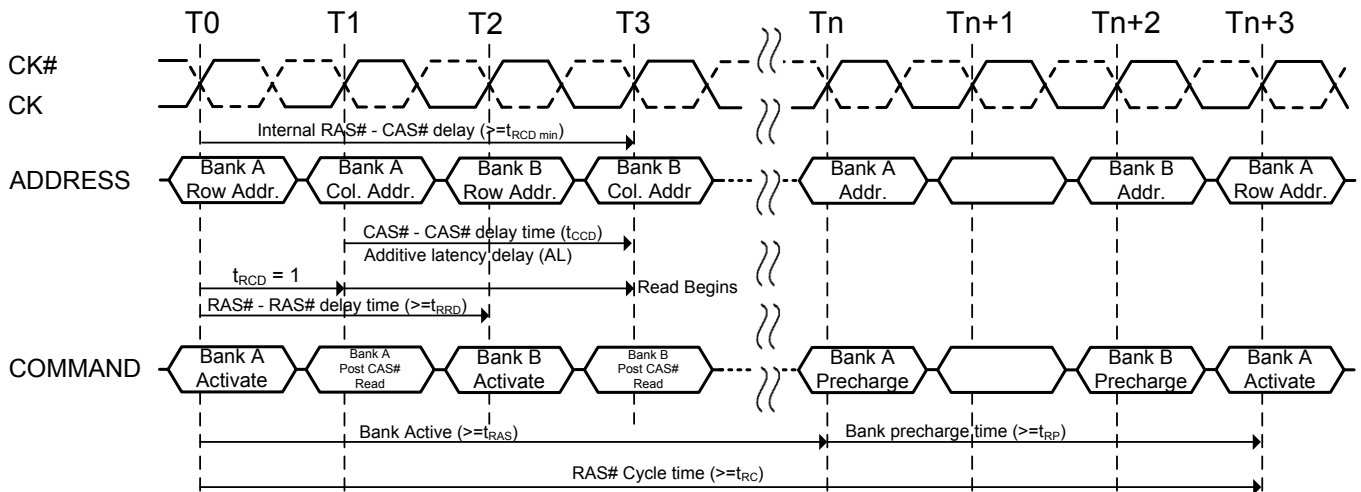 T0 T1 T2 T3 Tn Tn+1 Tn+2 Tn+3
CK#
CK
Internal RAS# - CAS# delay (>=tRCD min)
ADDRESS
Bank A
Row Addr.
Bank A
Col. Addr.
Bank B
Row Addr.
Bank B
Col. Addr
Bank A
Addr.
Bank B
Addr.
Bank A
Row Addr.
CAS# - CAS# delay time (tCCD)
Additive latency delay (AL)
tRCD = 1
Read Begins
RAS# - RAS# delay time (>=tRRD)
COMMAND
Bank A
Activate
Bank A
Post CAS#
Read
Bank B
Activate
Bank B
Post CAS#
Read
Bank A
Precharge
Bank B
Precharge
Bank A
Activate
Bank Active (>=tRAS)
Bank precharge time (>=tRP)
RAS# Cycle time (>=tRC)